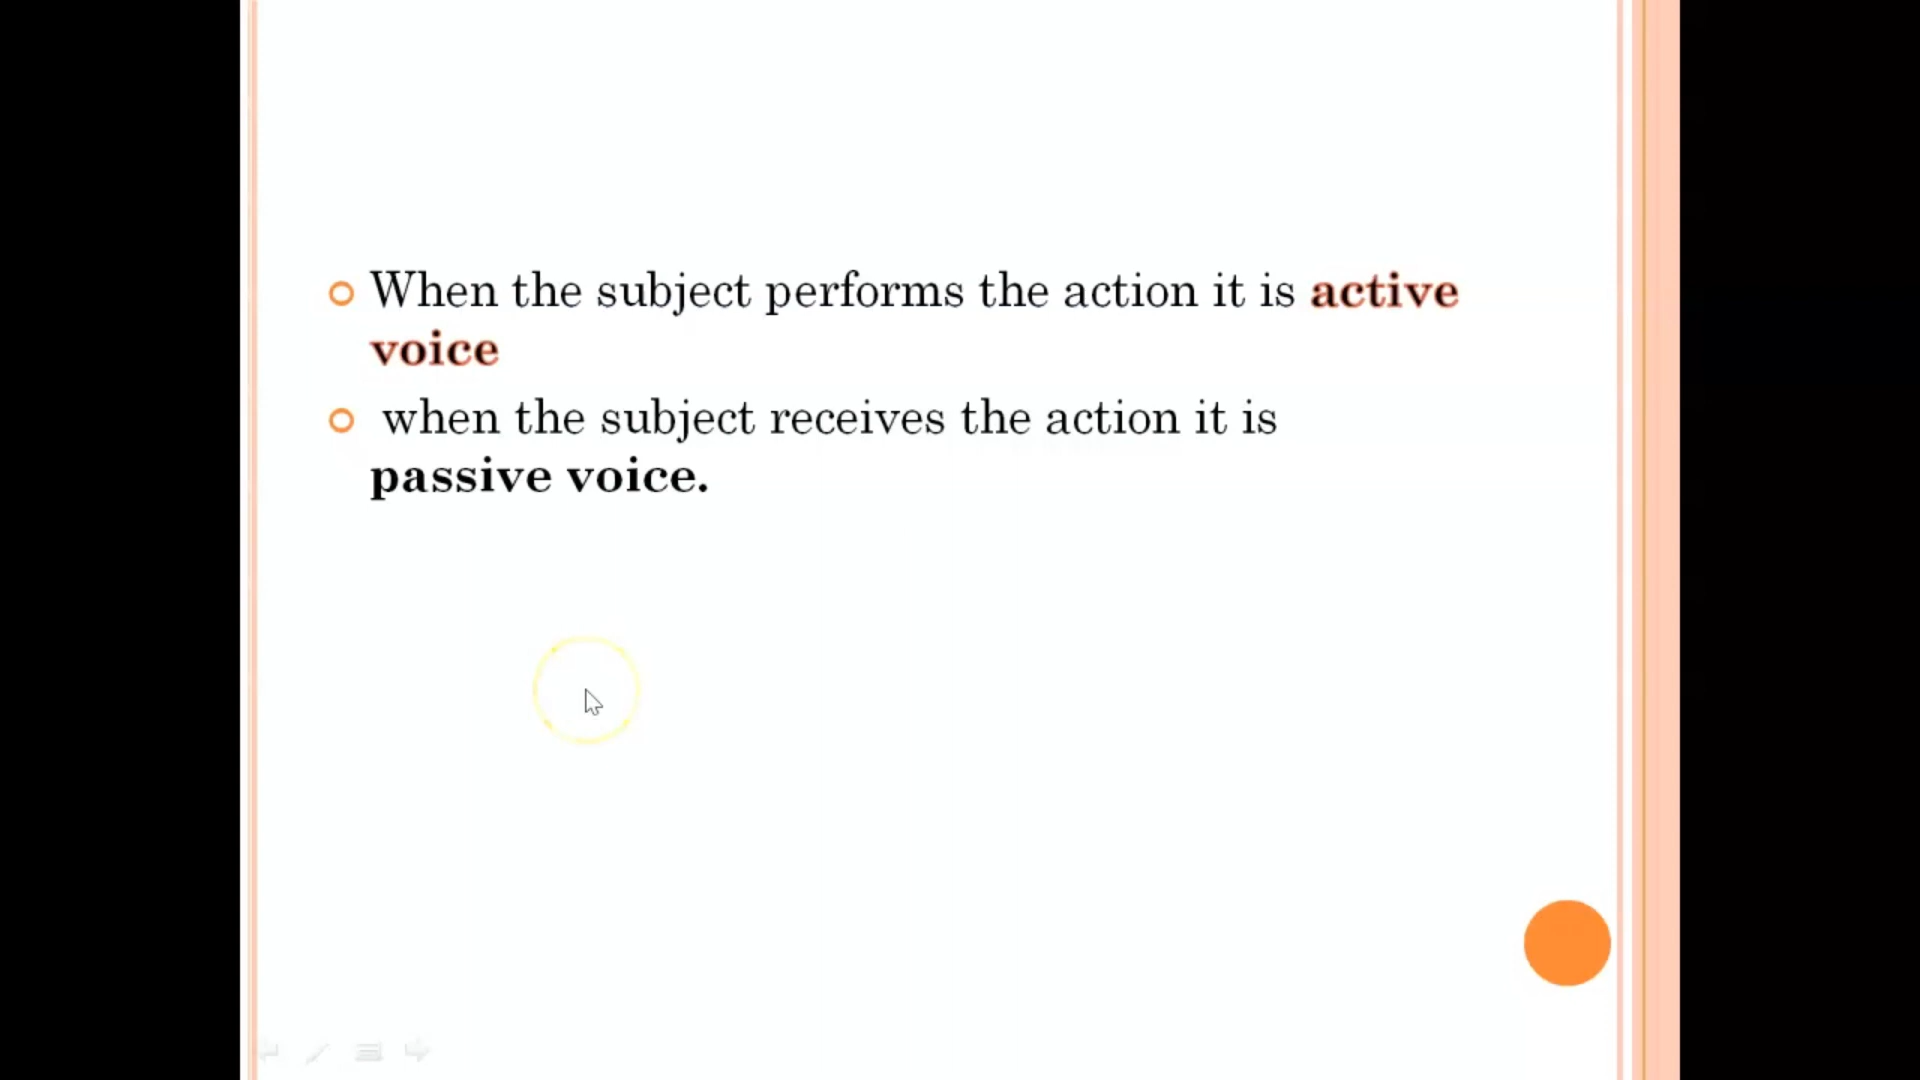 When the subject performs the action it is active
voice
when the subject receives the action it is
passive voice.